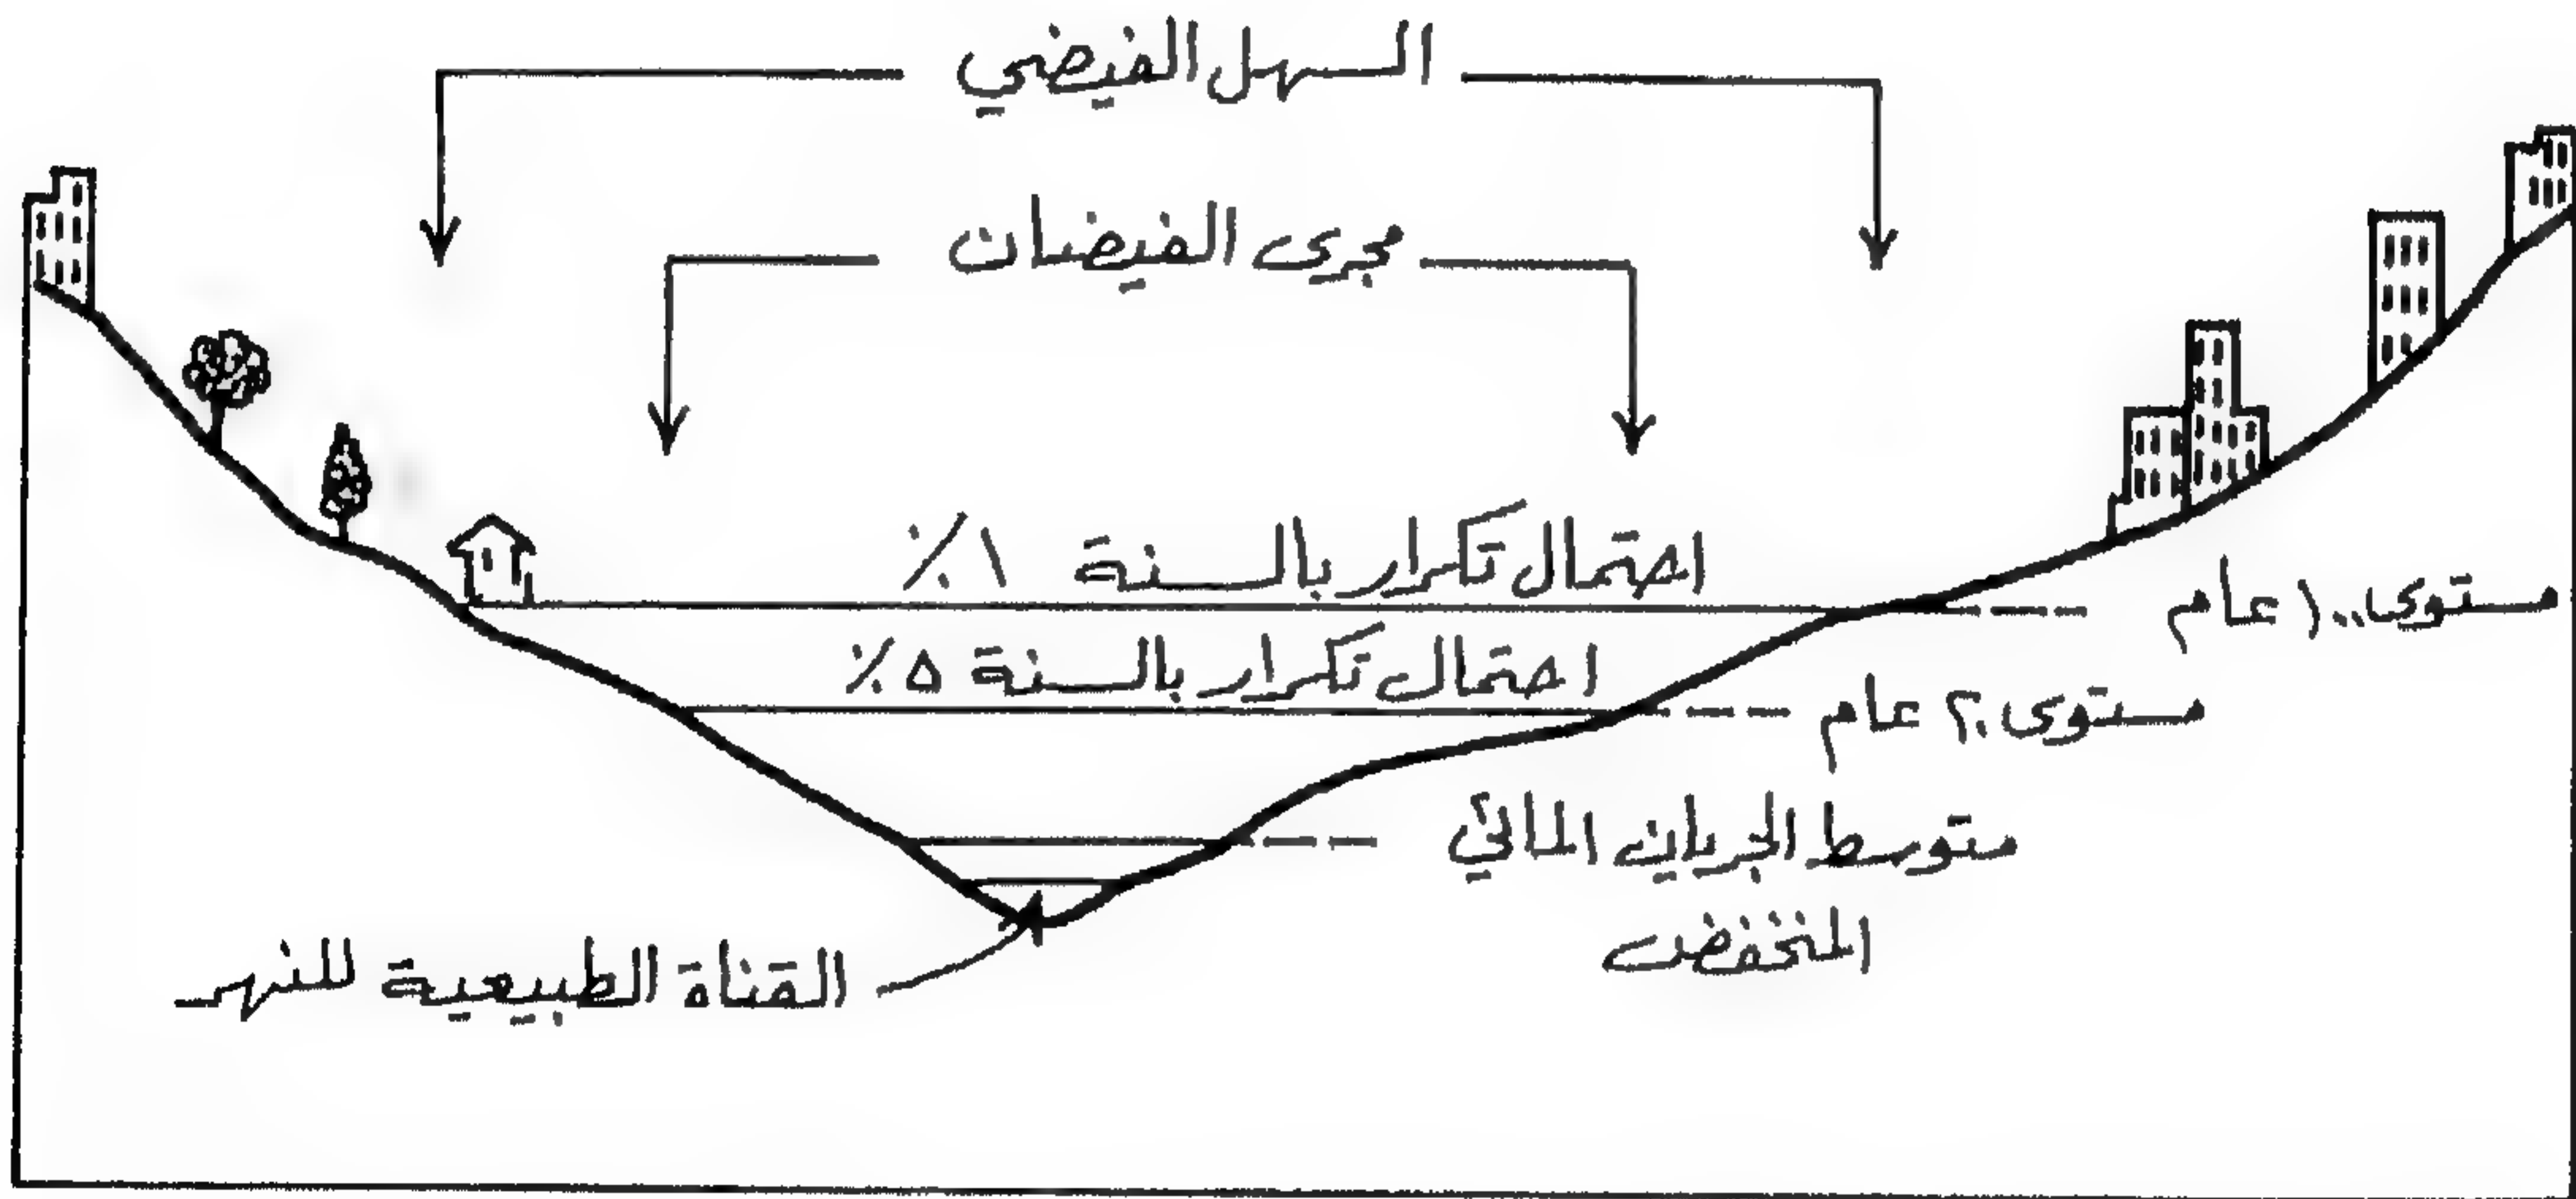 السهل الفيضي
مجرى الفيضان
احتمال تكرار بالسنة ١٪
مستوى ١٠٠ عام
احتمال تكرار بالسنة ٥٪
مستوى ٢٠ عام
متوسط الجريان المائي
المنخفض
القناة الطبيعية للنهر